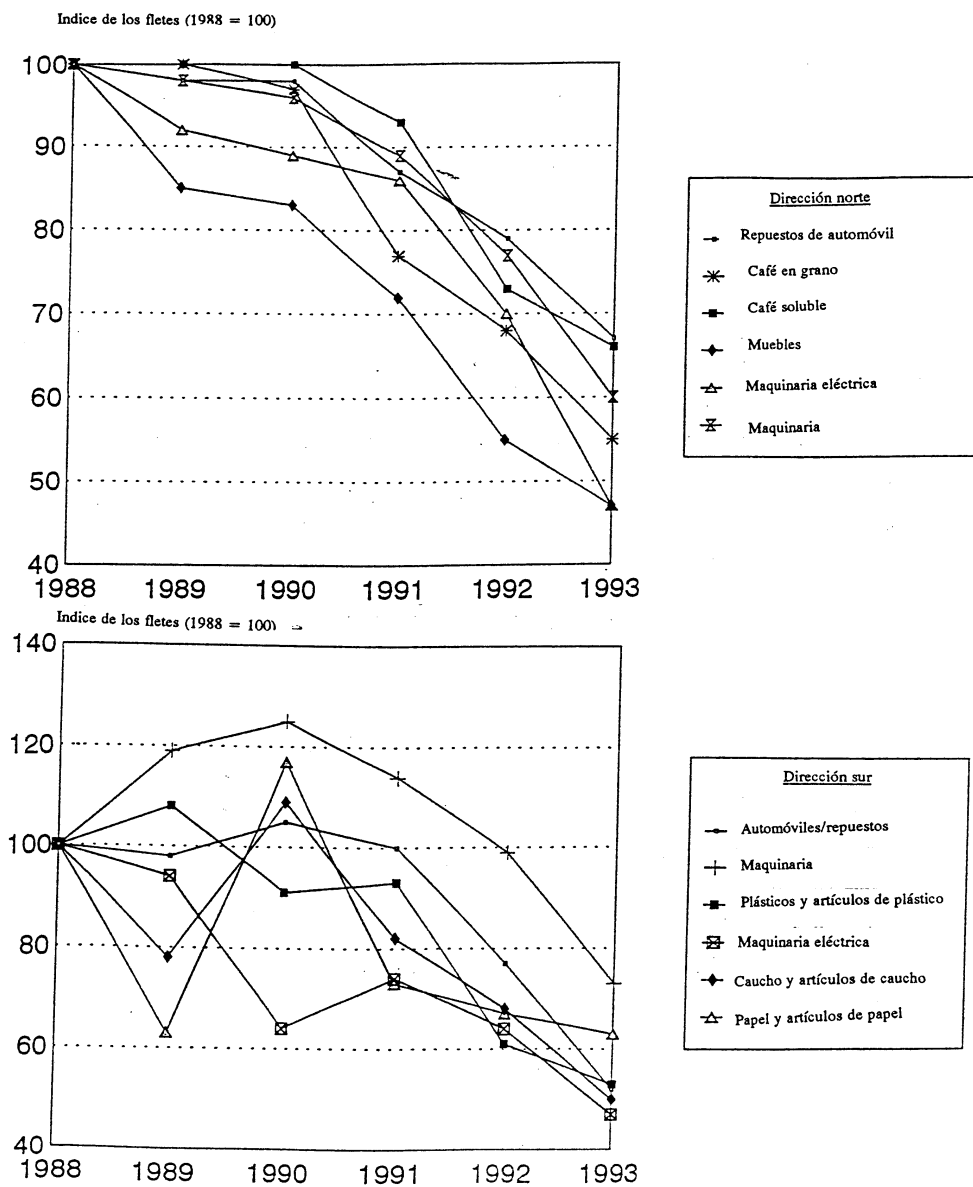 Indice de los fletes (1988 = 100)
100
90
80
70
60
50
40
1988 1989 1990 1991 1992 1993
Dirección norte
Repuestos de automóvil
Café en grano
Café soluble
Muebles
Maquinaria eléctrica
Maquinaria
Indice de los fletes (1988 = 100)
140
120
100
80
60
40
1988 1989 1990 1991 1992 1993
Dirección sur
Automóviles/repuestos
Maquinaria
Plásticos y artículos de plástico
Maquinaria eléctrica
Caucho y artículos de caucho
Papel y artículos de papel